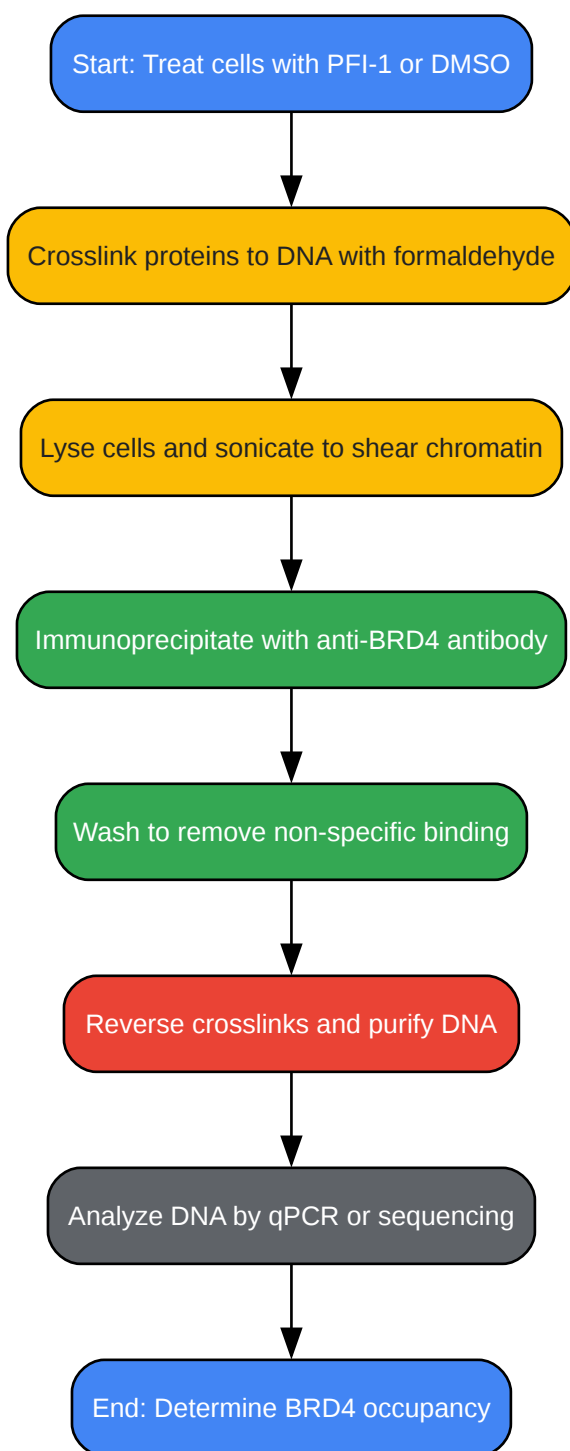 Start: Treat cells with PFI-1 or DMSO
Crosslink proteins to DNA with formaldehyde
Lyse cells and sonicate to shear chromatin
Immunoprecipitate with anti-BRD4 antibody
Wash to remove non-specific binding
Reverse crosslinks and purify DNA
Analyze DNA by qPCR or sequencing
End: Determine BRD4 occupancy